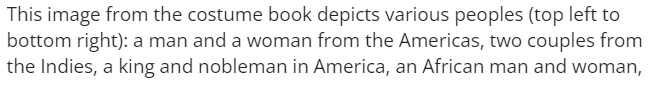 This image from the costume book depicts various peoples (top left to
bottom right): a man and a woman from the Americas, two couples from
the Indies, a king and nobleman in America, an African man and woman,